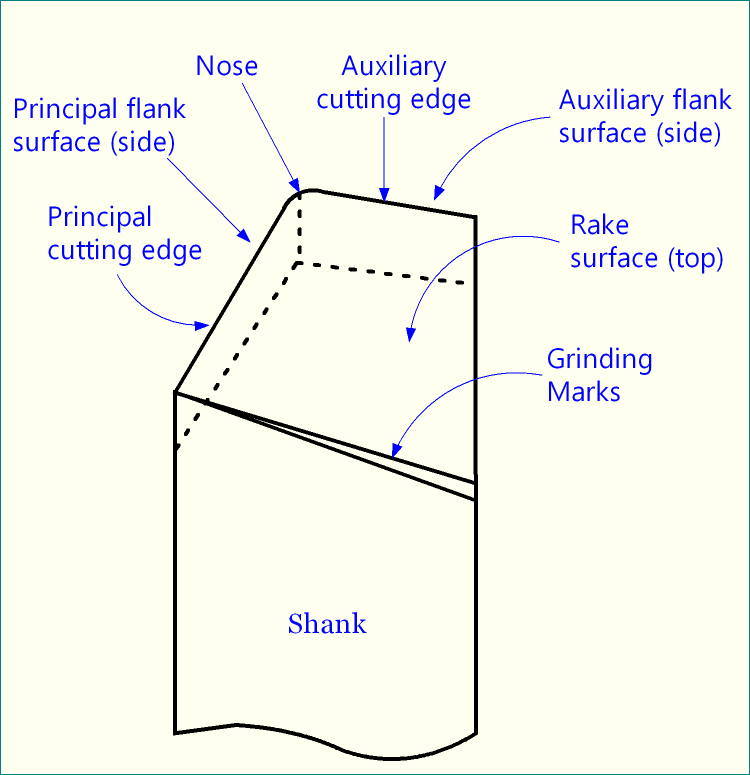 Nose
Auxiliary
cutting edge
Auxiliary flank
surface (side)
Principal flank
surface (side)
Principal
cutting edge
Rake
surface (top)
Grinding
Marks
Shank